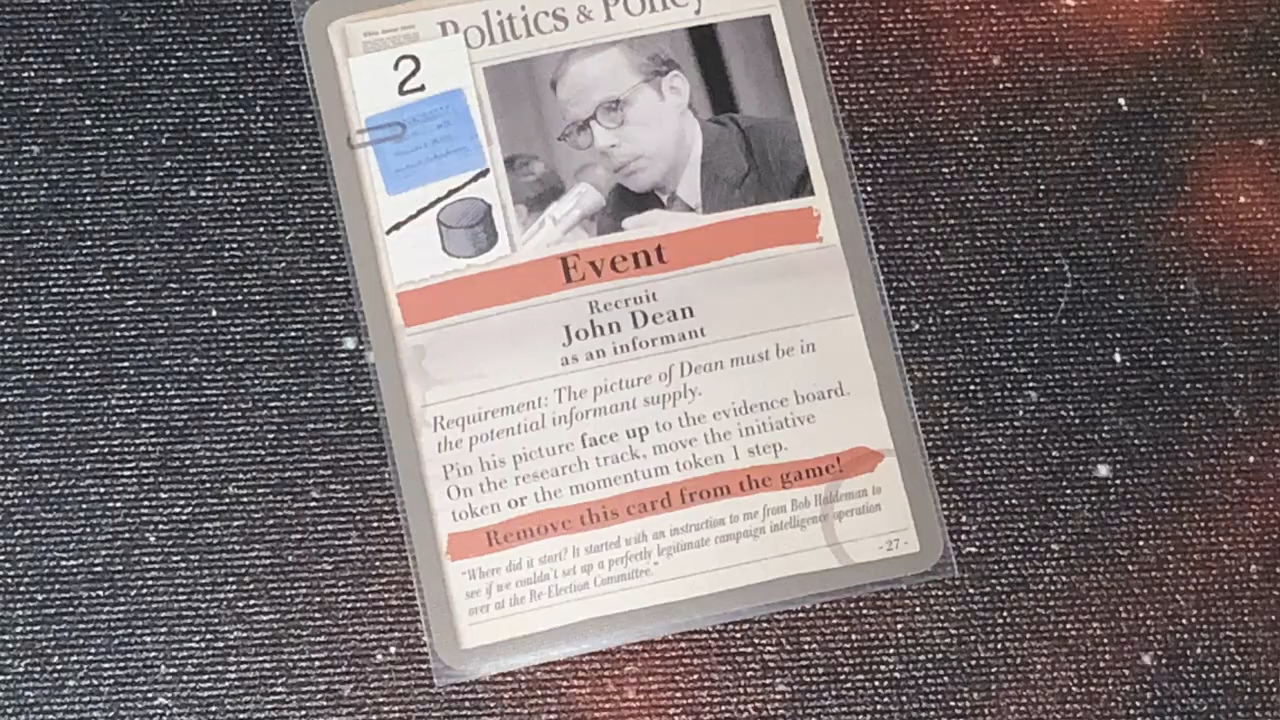 Politics & Policy
2
Event
Recruit
John Dean
as an informant
Requirement: The picture of Dean must be in
the potential informant supply.
Pin his picture face up to the evidence board.
On the research track, move the initiative
token or the momentum token 1 step.
Remove this card from the game!
"Where did it start? It started with an instruction to me from Bob Haldeman to
see if we couldn't set up a perfectly legitimate campaign intelligence operation
over at the Re-Election Committee."
- 27 -